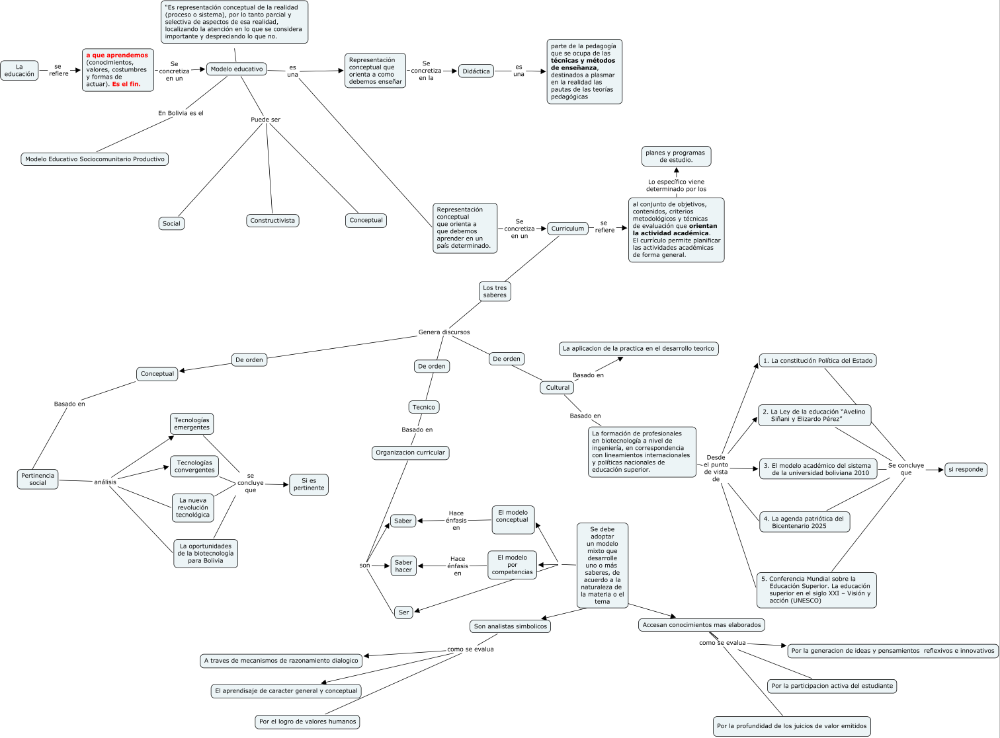 “Es representación conceptual de la realidad
(proceso o sistema), por lo tanto parcial y
selectiva de aspectos de esa realidad,
localizando la atención en lo que se considera
importante y despreciando lo que no.
La
educación
se
refiere
a que aprendemos
(conocimientos,
valores, costumbres
y formas de
actuar). Es el fin.
Se
concretiza
en un
Modelo educativo
es
una
Representación
conceptual que
orienta a como
debemos enseñar
Se
concretiza
en la
Didáctica
es
una
parte de la pedagogía
que se ocupa de las
técnicas y métodos
de enseñanza,
destinados a plasmar
en la realidad las
pautas de las teorías
pedagógicas
En Bolivia es el
Modelo Educativo Sociocomunitario Productivo
Puede ser
Social
Constructivista
Conceptual
Representación
conceptual
que orienta a
que debemos
aprender en un
país determinado.
Se
concretiza
en un
Curriculum
se
refiere
planes y programas
de estudio.
Lo específico viene
determinado por los
al conjunto de objetivos,
contenidos, criterios
metodológicos y técnicas
de evaluación que orientan
la actividad académica.
El currículo permite planificar
las actividades académicas
de forma general.
Los tres
saberes
Genera discursos
De orden
Conceptual
Basado en
Pertinencia
social
análisis
Tecnologías
emergentes
Tecnologías
convergentes
La nueva
revolución
tecnológica
La oportunidades
de la biotecnología
para Bolivia
se
concluye
que
Si es
pertinente
De orden
Tecnico
Basado en
Organizacion curricular
son
Saber
Saber
hacer
Ser
Hace
énfasis
en
El modelo
conceptual
Hace
énfasis
en
El modelo
por
competencias
Se debe
adoptar
un modelo
mixto que
desarrolle
uno o más
saberes, de
acuerdo a la
naturaleza de
la materia o el
tema
De orden
Cultural
Basado en
La aplicacion de la practica en el desarrollo teorico
Basado en
La formación de profesionales
en biotecnología a nivel de
ingeniería, en correspondencia
con lineamientos internacionales
y políticas nacionales de
educación superior.
Desde
el punto
de vista
de
1. La constitución Política del Estado
2. La Ley de la educación “Avelino
Siñani y Elizardo Pérez”
3. El modelo académico del sistema
de la universidad boliviana 2010
4. La agenda patriótica del
Bicentenario 2025
5. Conferencia Mundial sobre la
Educación Superior. La educación
superior en el siglo XXI – Visión y
acción (UNESCO)
Se concluye
que
si responde
Son analistas simbolicos
como se evalua
A traves de mecanismos de razonamiento dialogico
El aprendisaje de caracter general y conceptual
Por el logro de valores humanos
Accesan conocimientos mas elaborados
como se evalua
Por la generacion de ideas y pensamientos reflexivos e innovativos
Por la participacion activa del estudiante
Por la profundidad de los juicios de valor emitidos